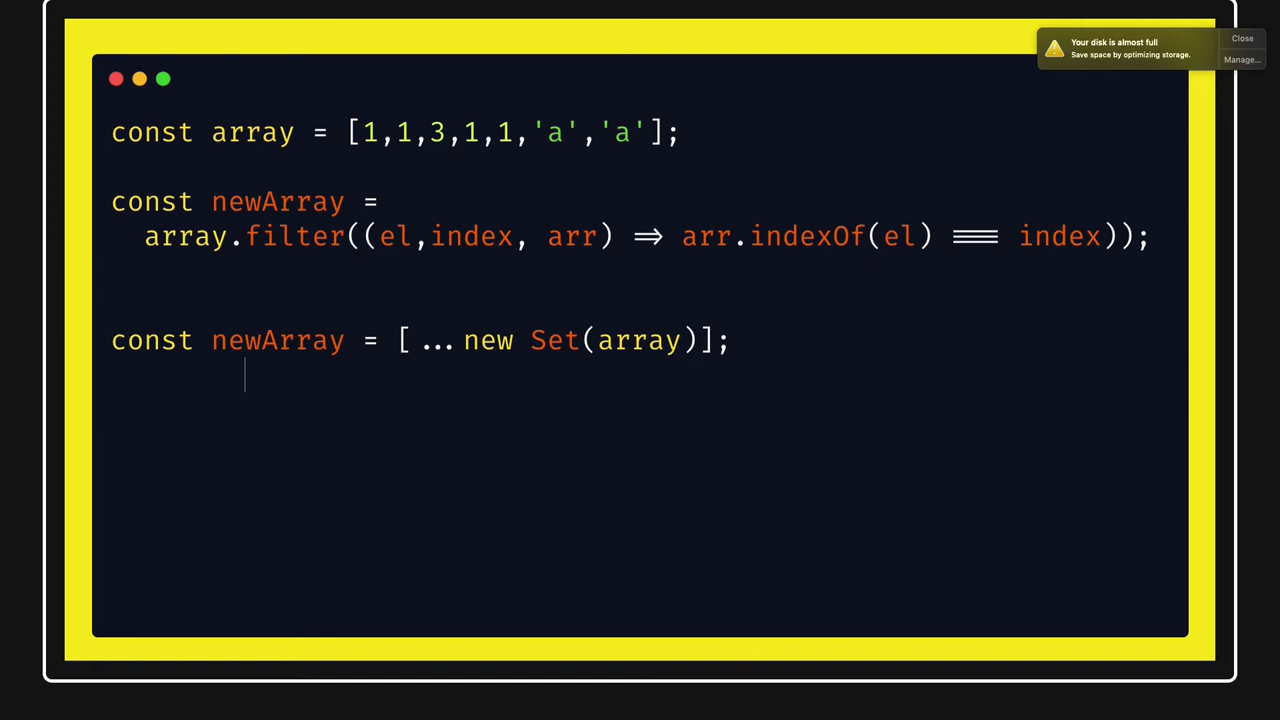 Your disk is almost full
Close
Save space by optimizing storage.
Manage...
const array = [1,1,3,1,1,'a','a'];
const newArray =
array.filter((el,index, arr) => arr.indexOf(el) === index));
const newArray = [...new Set(array)];